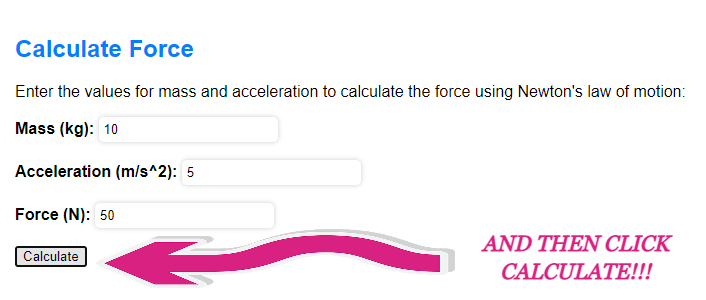 Calculate Force
Enter the values for mass and acceleration to calculate the force using Newton's law of motion:
Mass (kg): 10
Acceleration (m/s^2): 5
Force (N): 50
Calculate
AND THEN CLICK
CALCULATE!!!